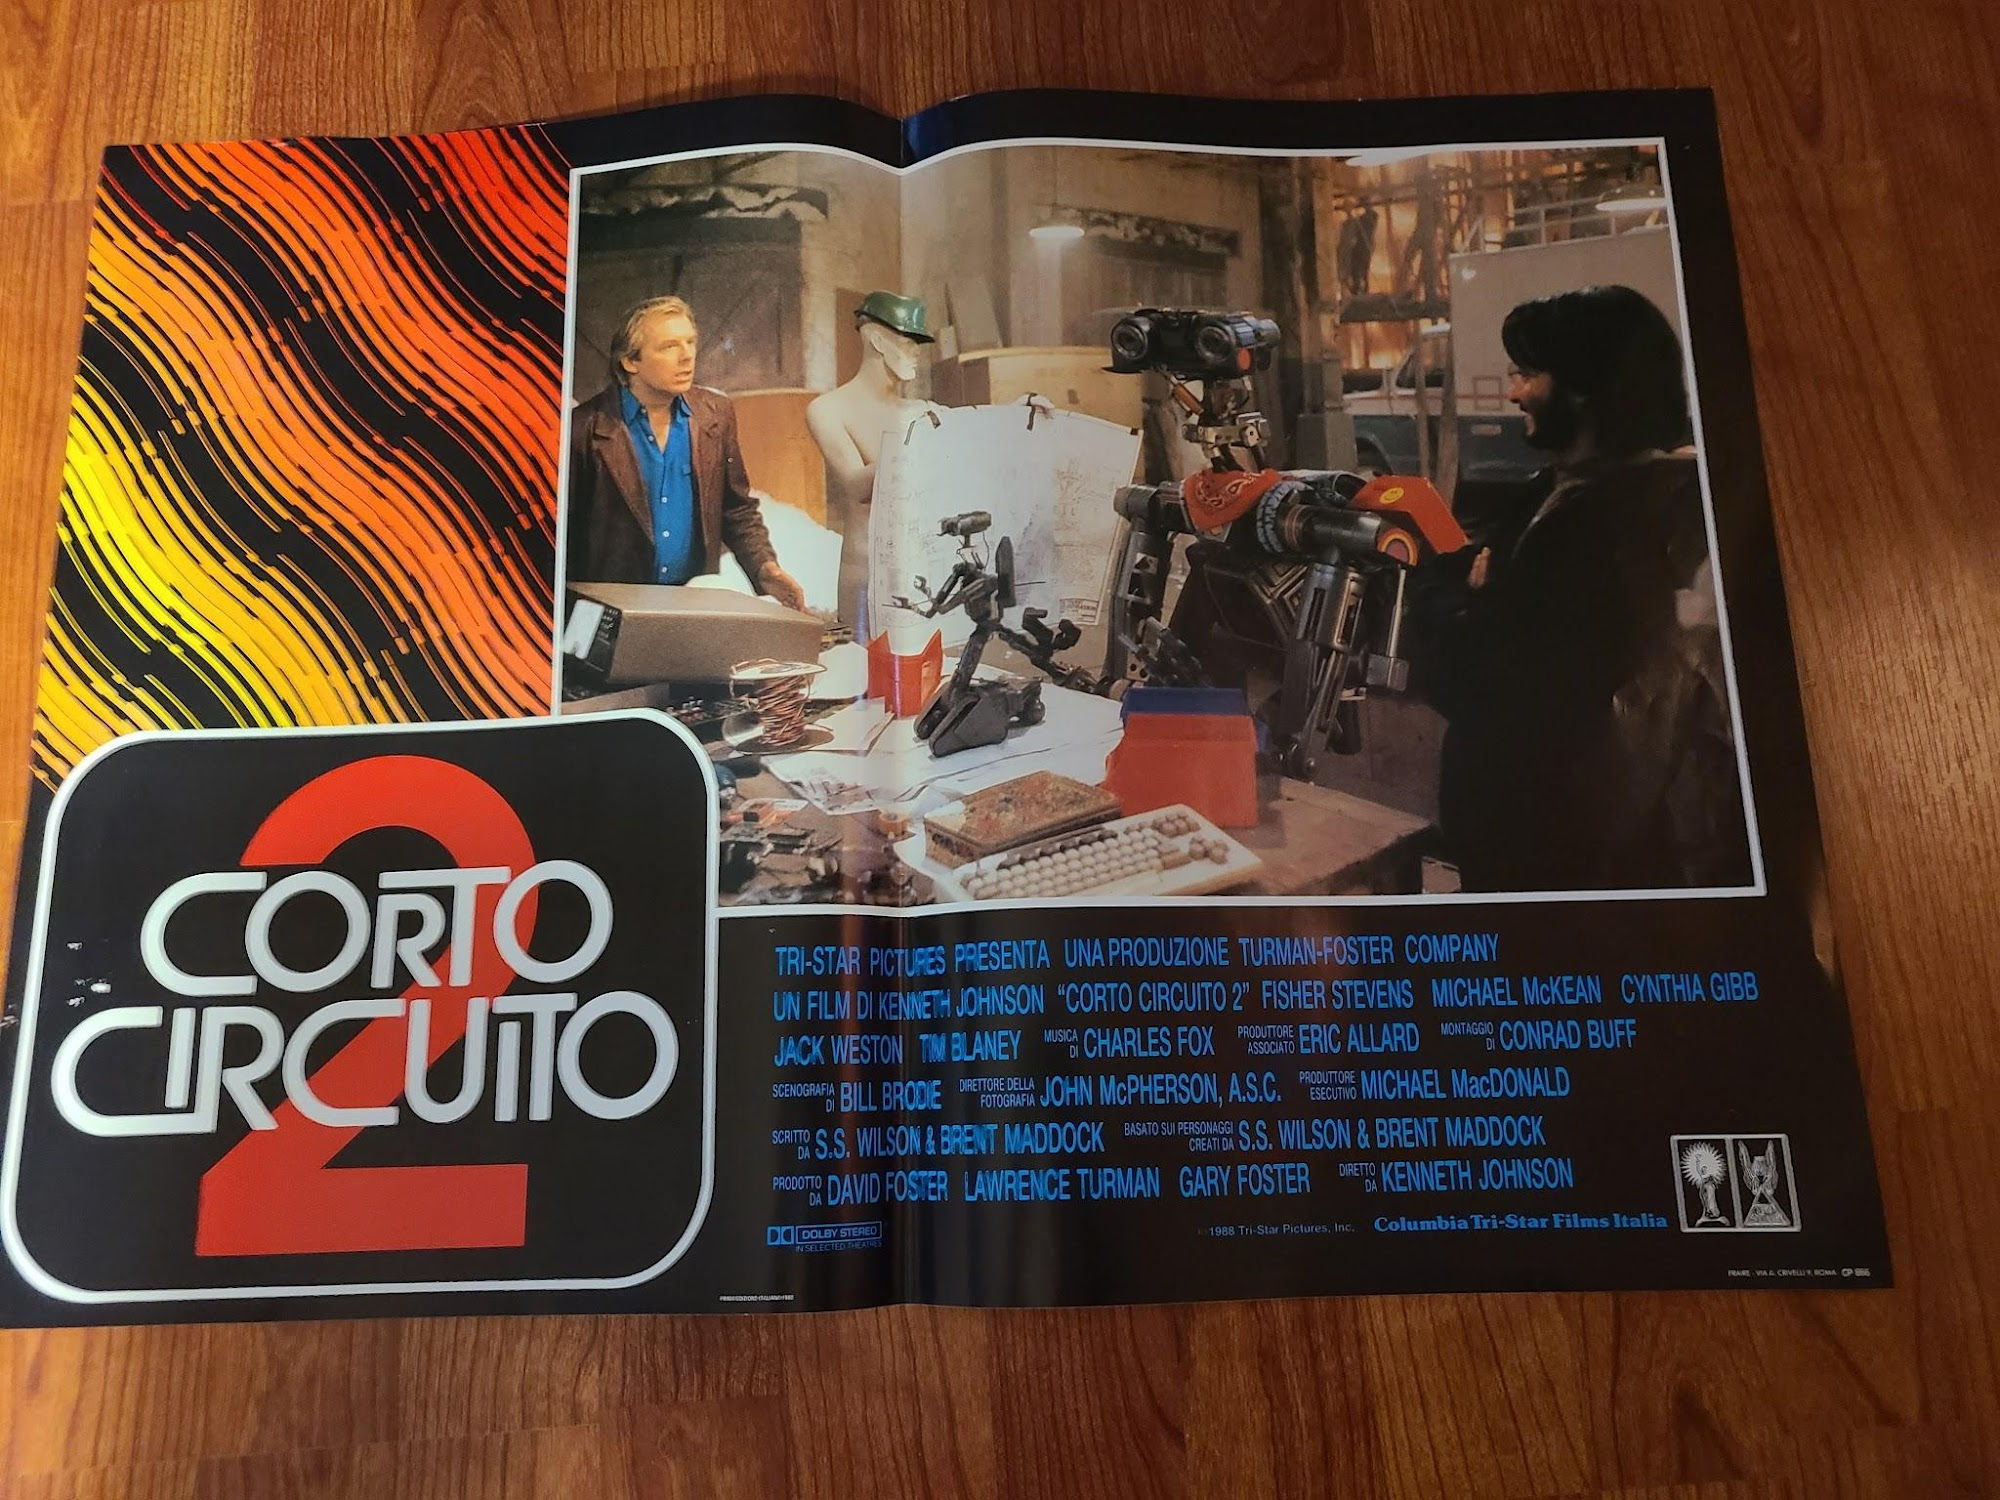 CORTO
2
CIRCUITO
TRI-STAR PICTURES PRESENTA UNA PRODUZIONE TURMAN-FOSTER COMPANY
UN FILM DI KENNETH JOHNSON "CORTO CIRCUITO 2" FISHER STEVENS MICHAEL McKEAN CYNTHIA GIBB
JACK WESTON TIM BLANEY MUSICA DI CHARLES FOX PRODUTTORE ASSOCIATO ERIC ALLARD MONTAGGIO DI CONRAD BUFF
SCENOGRAFIA DI BILL BRODIE DIRETTORE DELLA FOTOGRAFIA JOHN McPHERSON, A.S.C. PRODUTTORE ESECUTIVO MICHAEL MacDONALD
SCRITTO DA S.S. WILSON & BRENT MADDOCK BASATO SUI PERSONAGGI CREATI DA S.S. WILSON & BRENT MADDOCK
PRODOTTO DA DAVID FOSTER LAWRENCE TURMAN GARY FOSTER DIRETTO DA KENNETH JOHNSON
DOLBY STEREO
IN SELECTED THEATRES
1988 Tri-Star Pictures, Inc. Columbia Tri-Star Films Italia
VIA A. CRIVELLI 9, ROMA